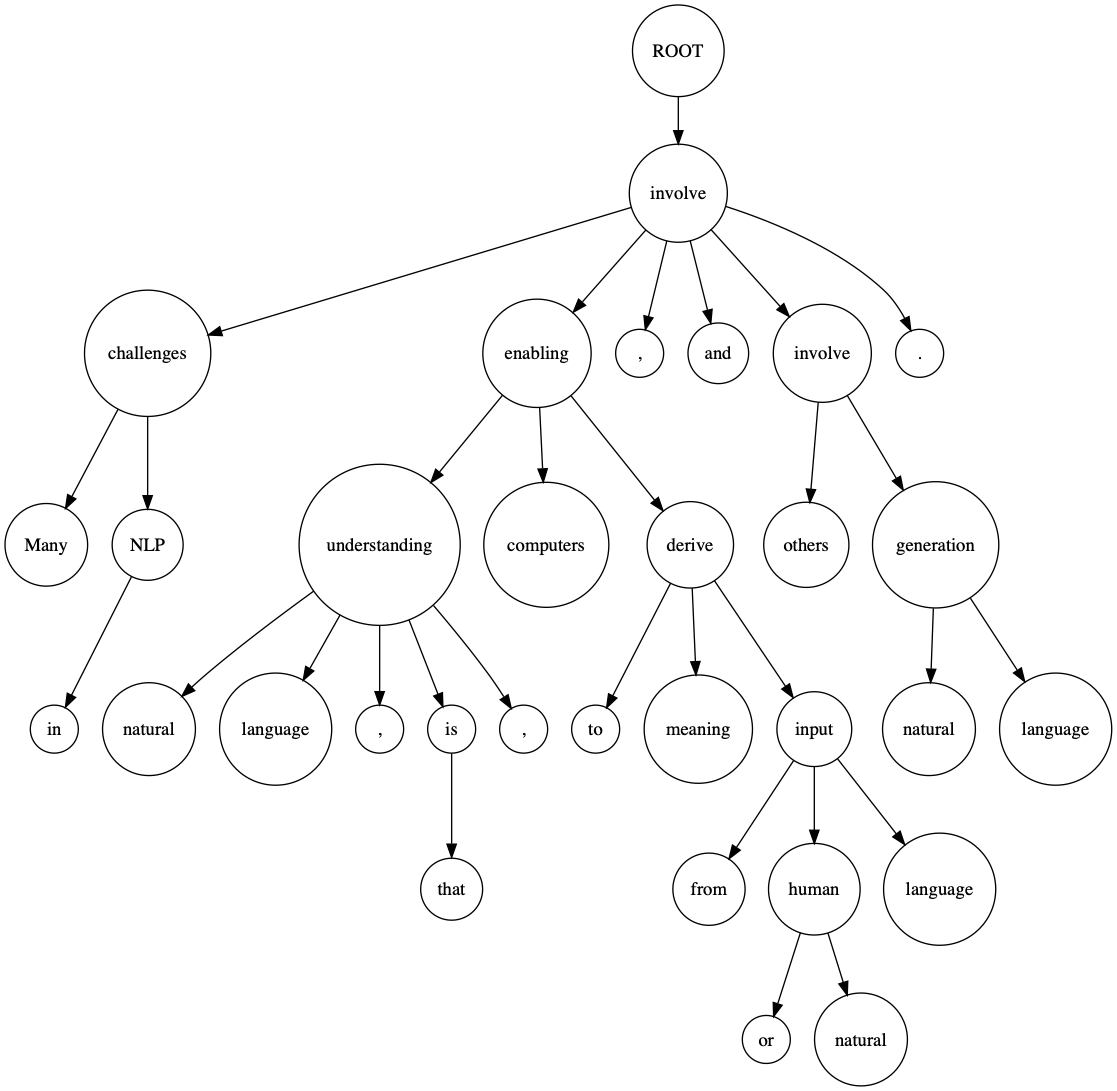 ROOT
involve
challenges enabling , and involve .
Many NLP understanding computers derive others generation
in natural language , is , to meaning input natural language
that from human language
or natural